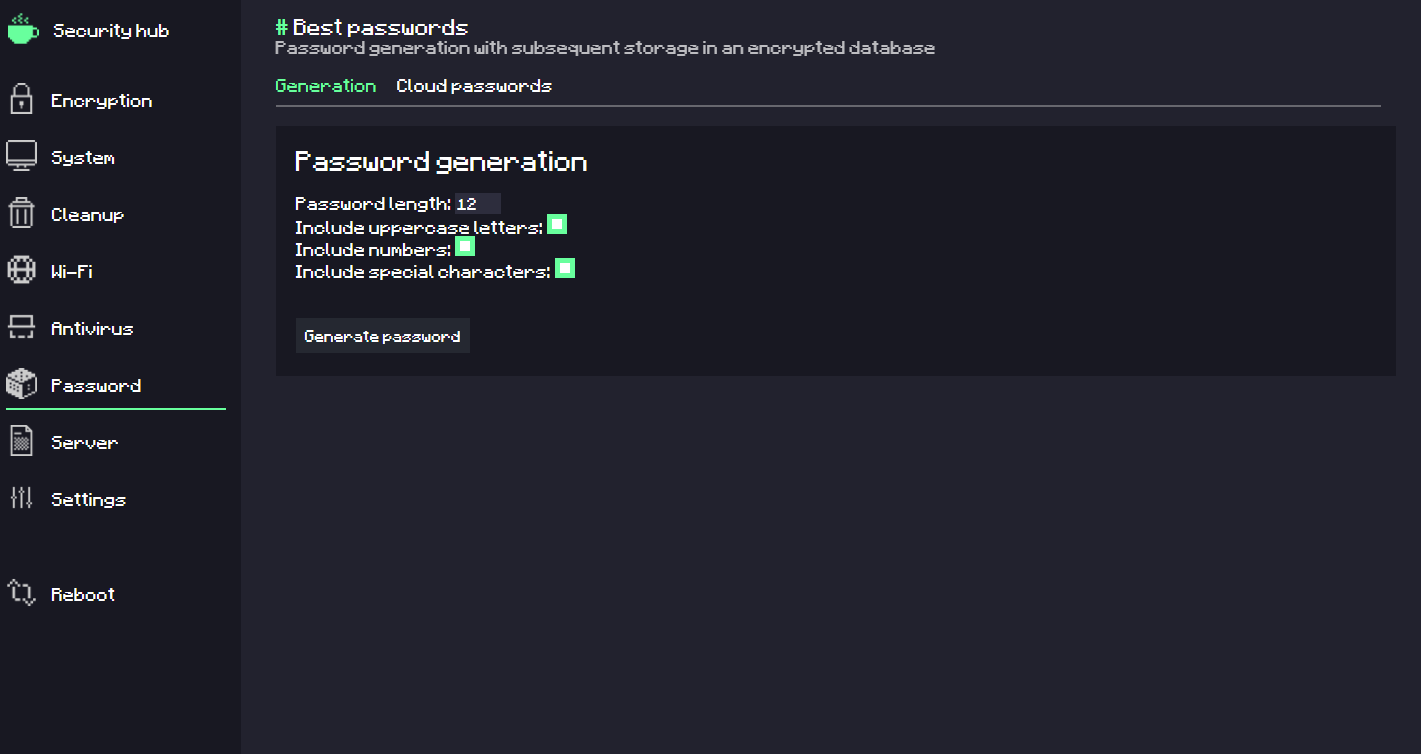 Security hub
Encryption
System
Cleanup
Wi-Fi
Antivirus
Password
Server
Settings
Reboot
# Best passwords
Password generation with subsequent storage in an encrypted database
Generation Cloud passwords
Password generation
Password length: 12
Include uppercase letters:
Include numbers:
Include special characters:
Generate password